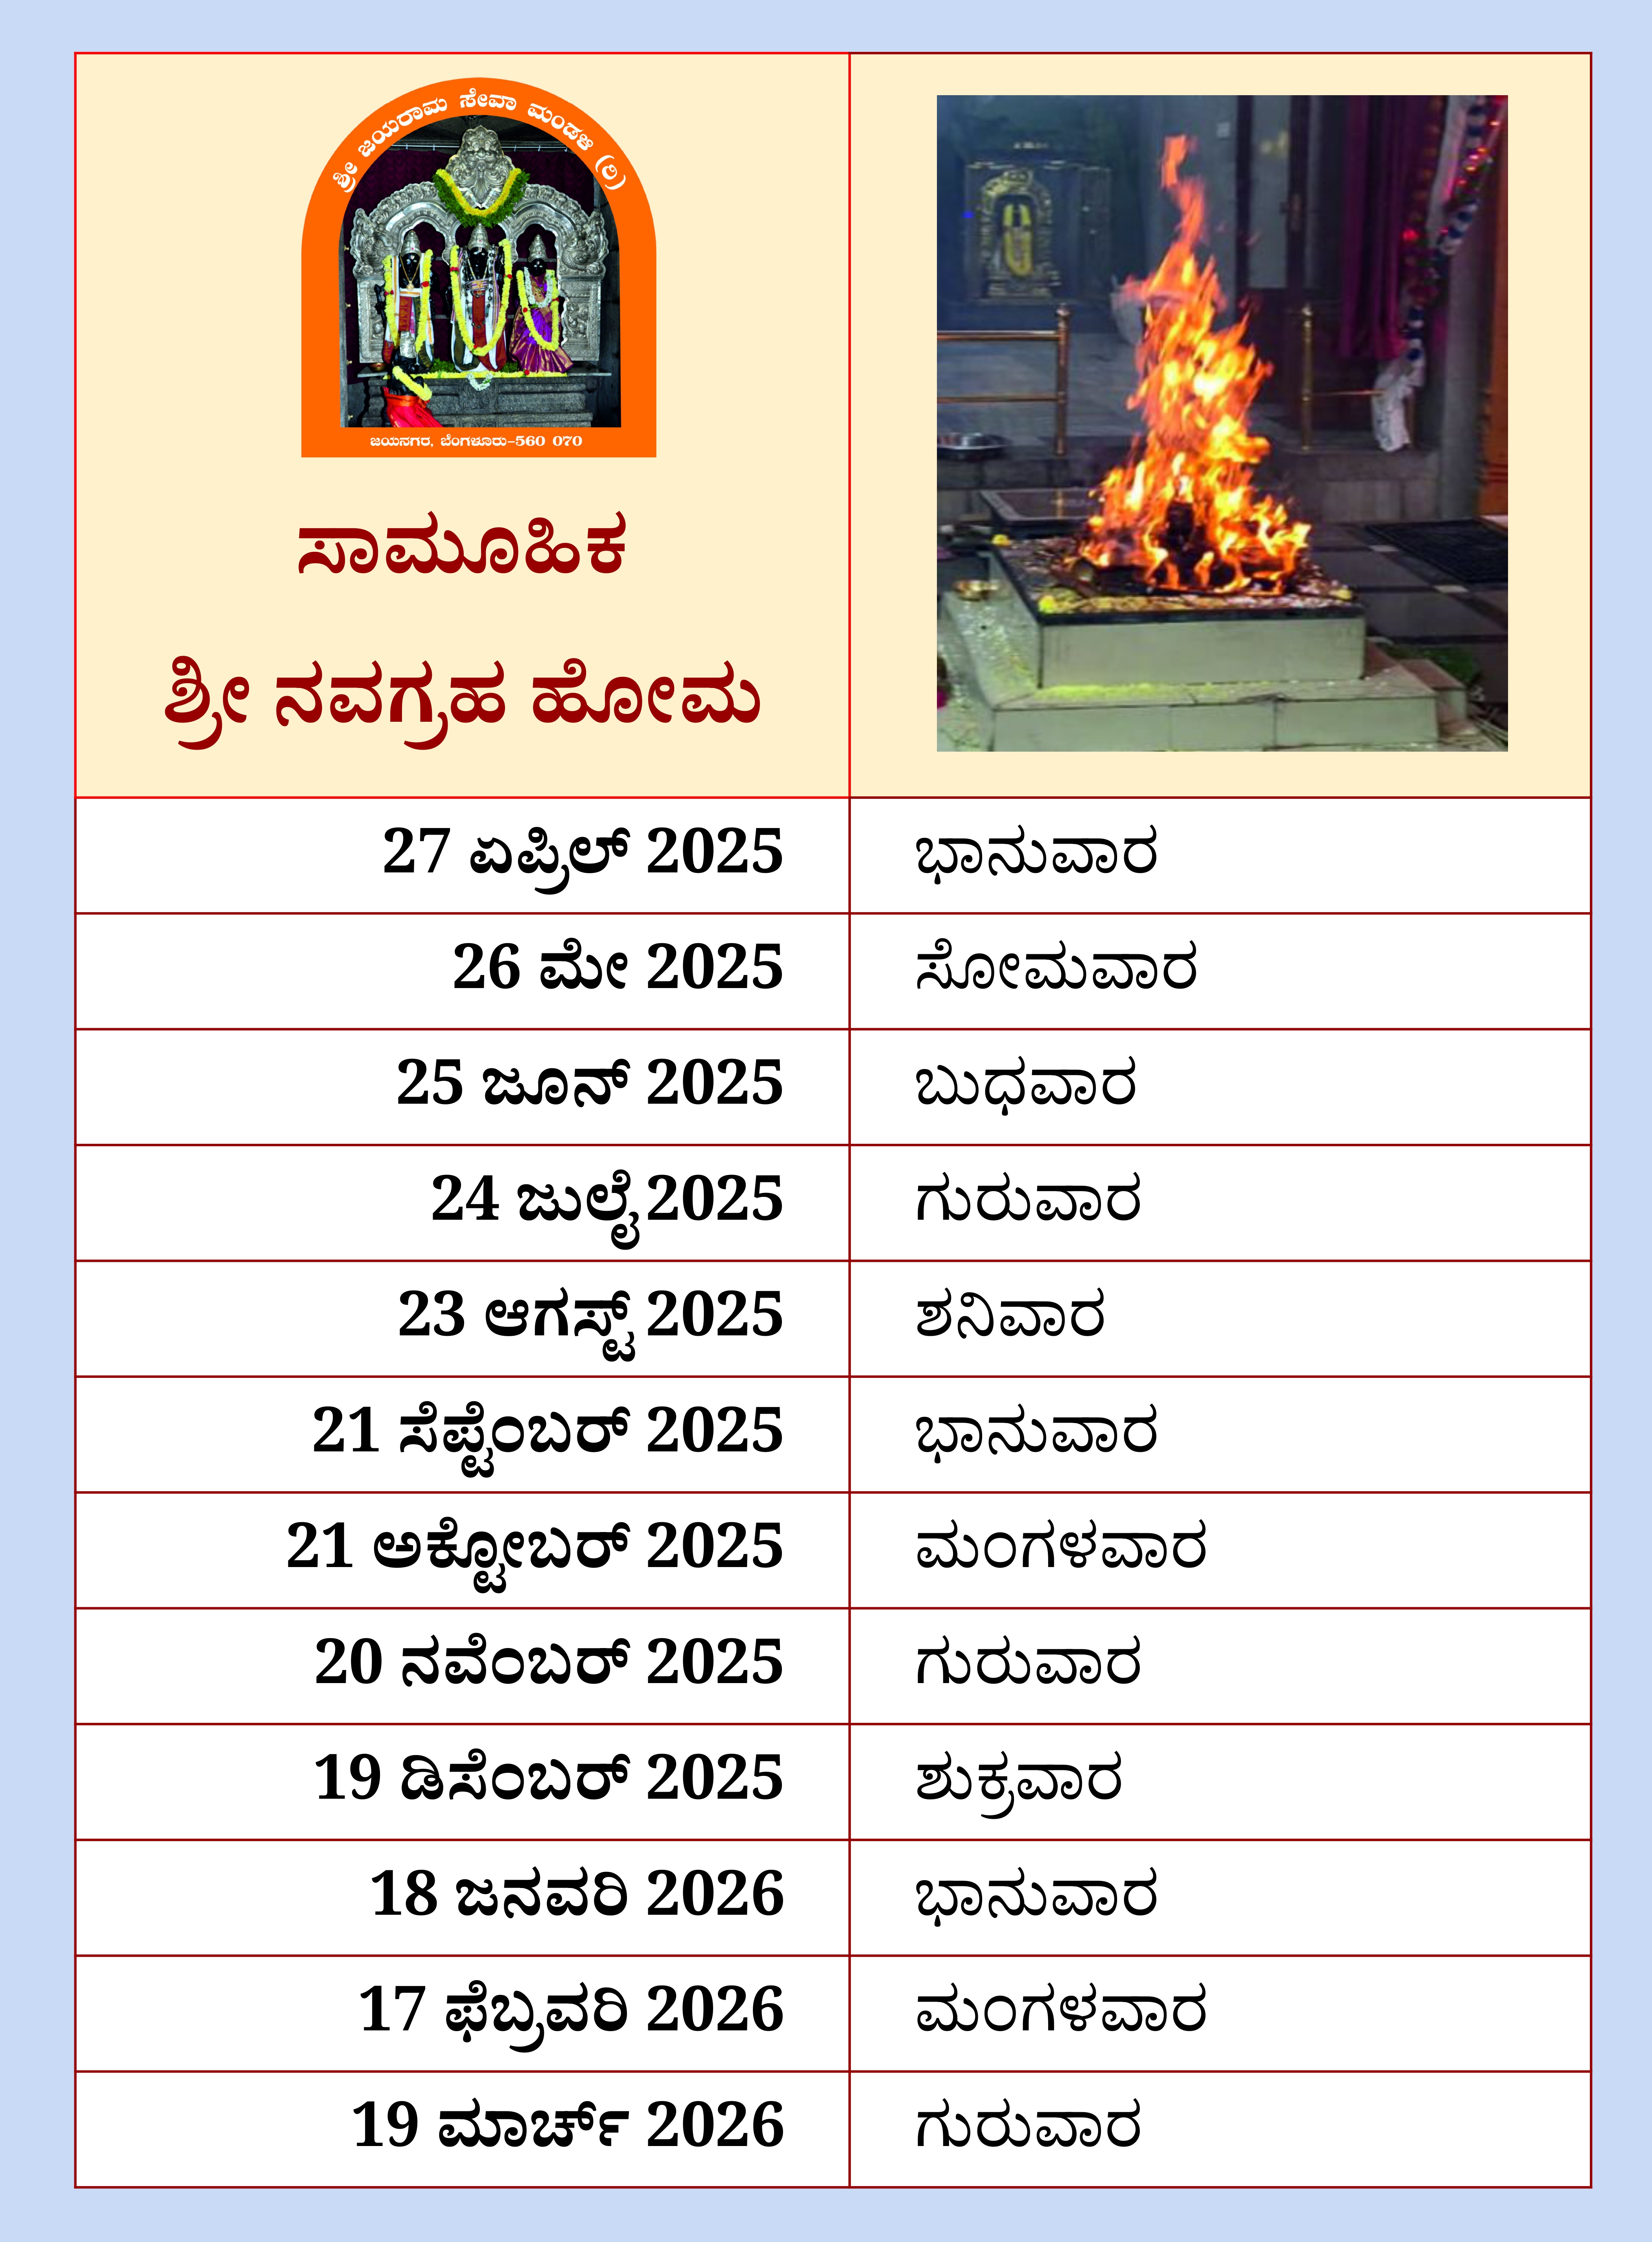 ಶ್ರೀ ಜಯರಾಮ ಸೇವಾ ಮಂಡಳಿ (ರಿ)
ಜಯನಗರ, ಬೆಂಗಳೂರು-560 070
ಸಾಮೂಹಿಕ
ಶ್ರೀ ನವಗ್ರಹ ಹೋಮ
27 ಏಪ್ರಿಲ್ 2025 ಭಾನುವಾರ
26 ಮೇ 2025 ಸೋಮವಾರ
25 ಜೂನ್ 2025 ಬುಧವಾರ
24 ಜುಲೈ 2025 ಗುರುವಾರ
23 ಆಗಸ್ಟ್ 2025 ಶನಿವಾರ
21 ಸೆಪ್ಟೆಂಬರ್ 2025 ಭಾನುವಾರ
21 ಅಕ್ಟೋಬರ್ 2025 ಮಂಗಳವಾರ
20 ನವೆಂಬರ್ 2025 ಗುರುವಾರ
19 ಡಿಸೆಂಬರ್ 2025 ಶುಕ್ರವಾರ
18 ಜನವರಿ 2026 ಭಾನುವಾರ
17 ಫೆಬ್ರವರಿ 2026 ಮಂಗಳವಾರ
19 ಮಾರ್ಚ್ 2026 ಗುರುವಾರ